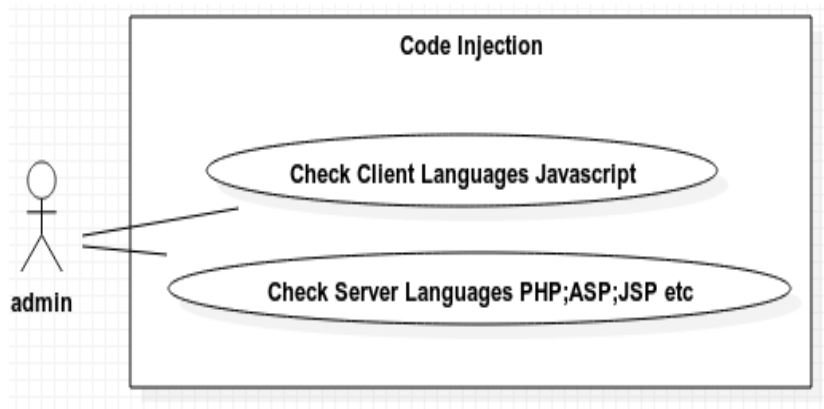 Code Injection
Check Client Languages Javascript
Check Server Languages PHP;ASP;JSP etc
admin